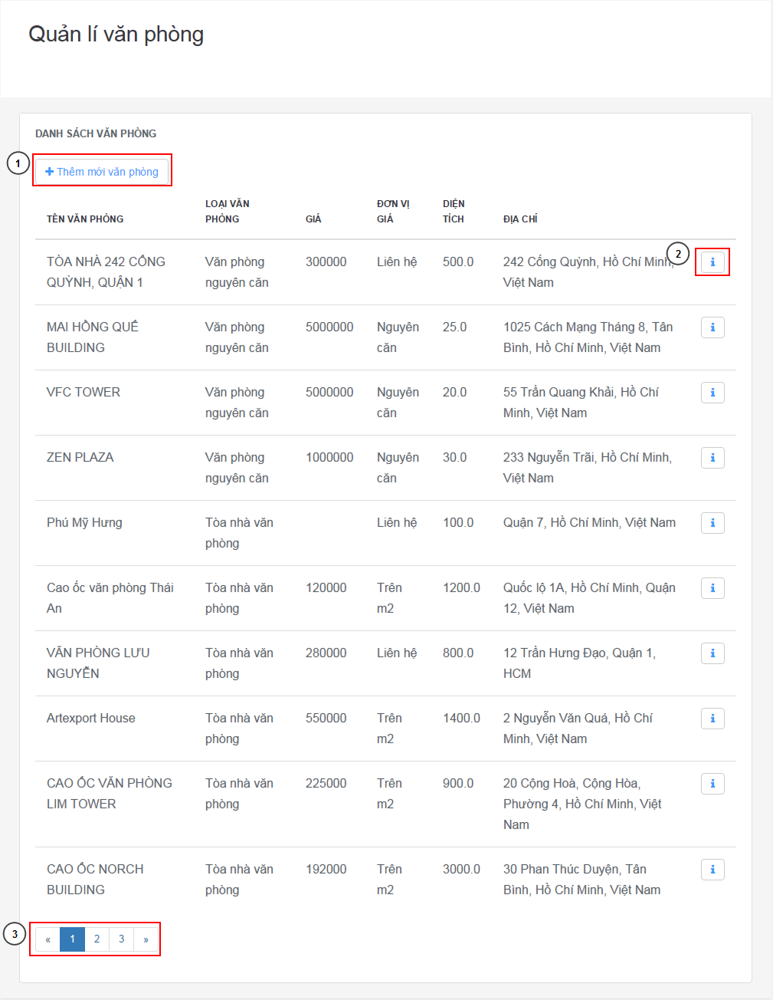 Quản lí văn phòng
DANH SÁCH VĂN PHÒNG
1
Thêm mới văn phòng
TÊN VĂN PHÒNG
LOẠI VĂN
PHÒNG
GIÁ
ĐƠN VỊ
GIÁ
DIỆN
TÍCH
ĐỊA CHỈ
TÒA NHÀ 242 CỐNG
QUỲNH, QUẬN 1
Văn phòng
nguyên căn
300000
Liên hệ
500.0
242 Cống Quỳnh, Hồ Chí Minh,
Việt Nam
2
i
MAI HỒNG QUẾ
BUILDING
Văn phòng
nguyên căn
5000000
Nguyên
căn
25.0
1025 Cách Mạng Tháng 8, Tân
Bình, Hồ Chí Minh, Việt Nam
i
VFC TOWER
Văn phòng
nguyên căn
5000000
Nguyên
căn
20.0
55 Trần Quang Khải, Hồ Chí
Minh, Việt Nam
i
ZEN PLAZA
Văn phòng
nguyên căn
1000000
Nguyên
căn
30.0
233 Nguyễn Trãi, Hồ Chí Minh,
Việt Nam
i
Phú Mỹ Hưng
Tòa nhà văn
phòng
Liên hệ
100.0
Quận 7, Hồ Chí Minh, Việt Nam
i
Cao ốc văn phòng Thái
An
Tòa nhà văn
phòng
120000
Trên
m2
1200.0
Quốc lộ 1A, Hồ Chí Minh, Quận
12, Việt Nam
i
VĂN PHÒNG LƯU
NGUYỄN
Tòa nhà văn
phòng
280000
Liên hệ
800.0
12 Trần Hưng Đạo, Quận 1,
HCM
i
Artexport House
Tòa nhà văn
phòng
550000
Trên
m2
1400.0
2 Nguyễn Văn Quá, Hồ Chí
Minh, Việt Nam
i
CAO ỐC VĂN PHÒNG
LIM TOWER
Tòa nhà văn
phòng
225000
Trên
m2
900.0
20 Cộng Hoà, Cộng Hòa,
Phường 4, Hồ Chí Minh, Việt
Nam
i
CAO ỐC NORCH
BUILDING
Tòa nhà văn
phòng
192000
Trên
m2
3000.0
30 Phan Thúc Duyện, Tân
Bình, Hồ Chí Minh, Việt Nam
i
3
« 1 2 3 »